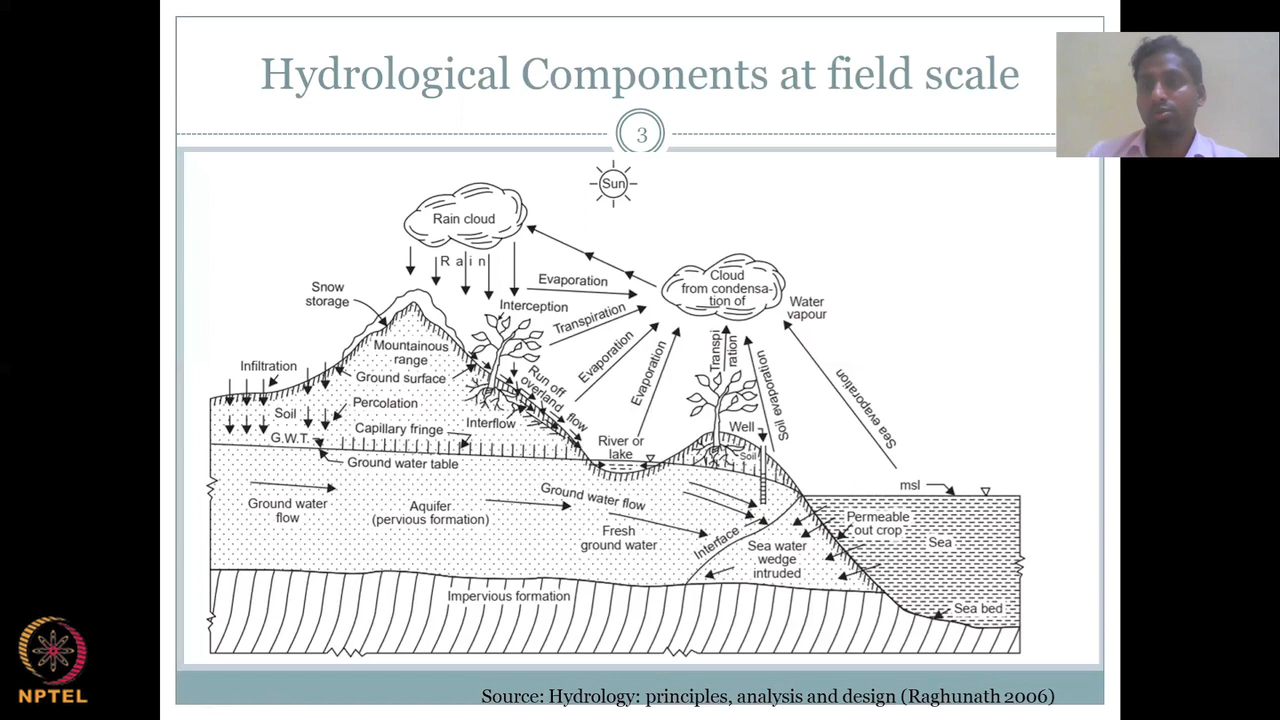 Hydrological Components at field scale
3
Sun
Rain cloud
Rain
Cloud
from condensa-
tion of
Water
vapour
Evaporation
Interception
Transpiration
Evaporation
Evaporation
Transpi
ration
Soil evaporation
Sea evaporation
Snow
storage
Mountainous
range
Infiltration
Ground surface
Run off
overland flow
Soil
Percolation
Capillary fringe
Interflow
G.W.T.
Ground water table
River or
lake
Well
Soil
msl
Ground water
flow
Aquifer
(pervious formation)
Ground water flow
Fresh
ground water
Interface
Sea water
wedge
intruded
Permeable
out crop
Sea
Sea bed
Impervious formation
NPTEL
Source: Hydrology: principles, analysis and design (Raghunath 2006)